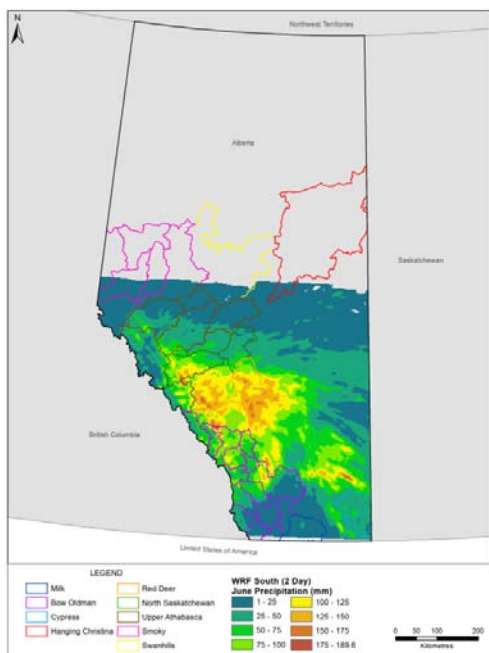 N
Northwest Territories
Alberta
Saskatchewan
British Columbia
United States of America
LEGEND
Milk
Bow Oldman
Cypress
Hanging Christina
Red Deer
North Saskatchewan
Upper Athabasca
Smoky
Swanhills
WRF South (2 Day)
June Precipitation (mm)
1 - 25
25 - 50
50 - 75
75 - 100
100 - 125
125 - 150
150 - 175
175 - 189.6
0 50 100 200
Kilometres